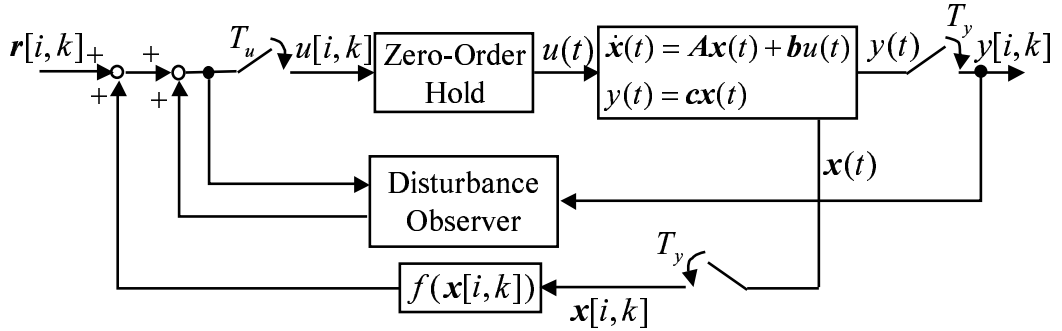 r[i,k]
+
+
+
+
T_u
u[i,k]
Zero-Order
Hold
u(t)
ẋ(t) = Ax(t) + bu(t)
y(t) = cx(t)
y(t)
T_y
y[i,k]
x(t)
Disturbance
Observer
T_y
f(x[i,k])
x[i,k]